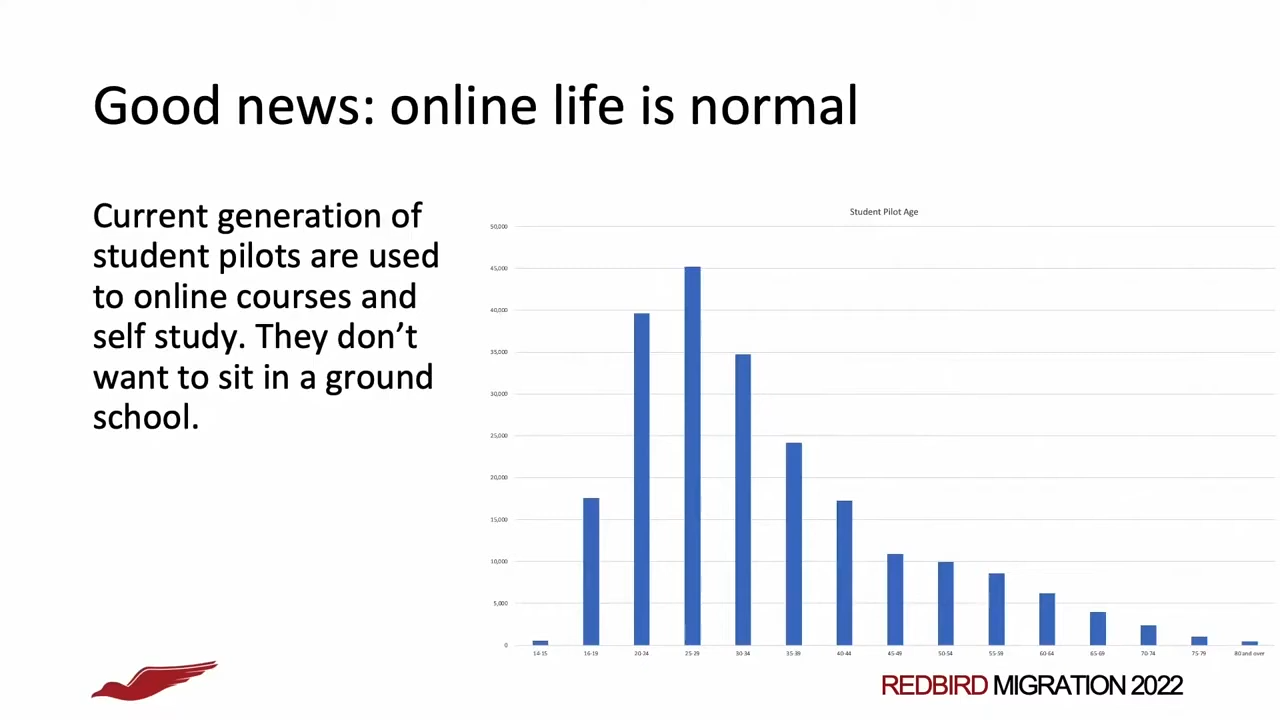 Good news: online life is normal
Current generation of
student pilots are used
to online courses and
self study. They don’t
want to sit in a ground
school.
Student Pilot Age
50,000
45,000
40,000
35,000
30,000
25,000
20,000
15,000
10,000
5,000
0
14-15 16-19 20-24 25-29 30-34 35-39 40-44 45-49 50-54 55-59 60-64 65-69 70-74 75-79 80 and over
REDBIRD MIGRATION 2022